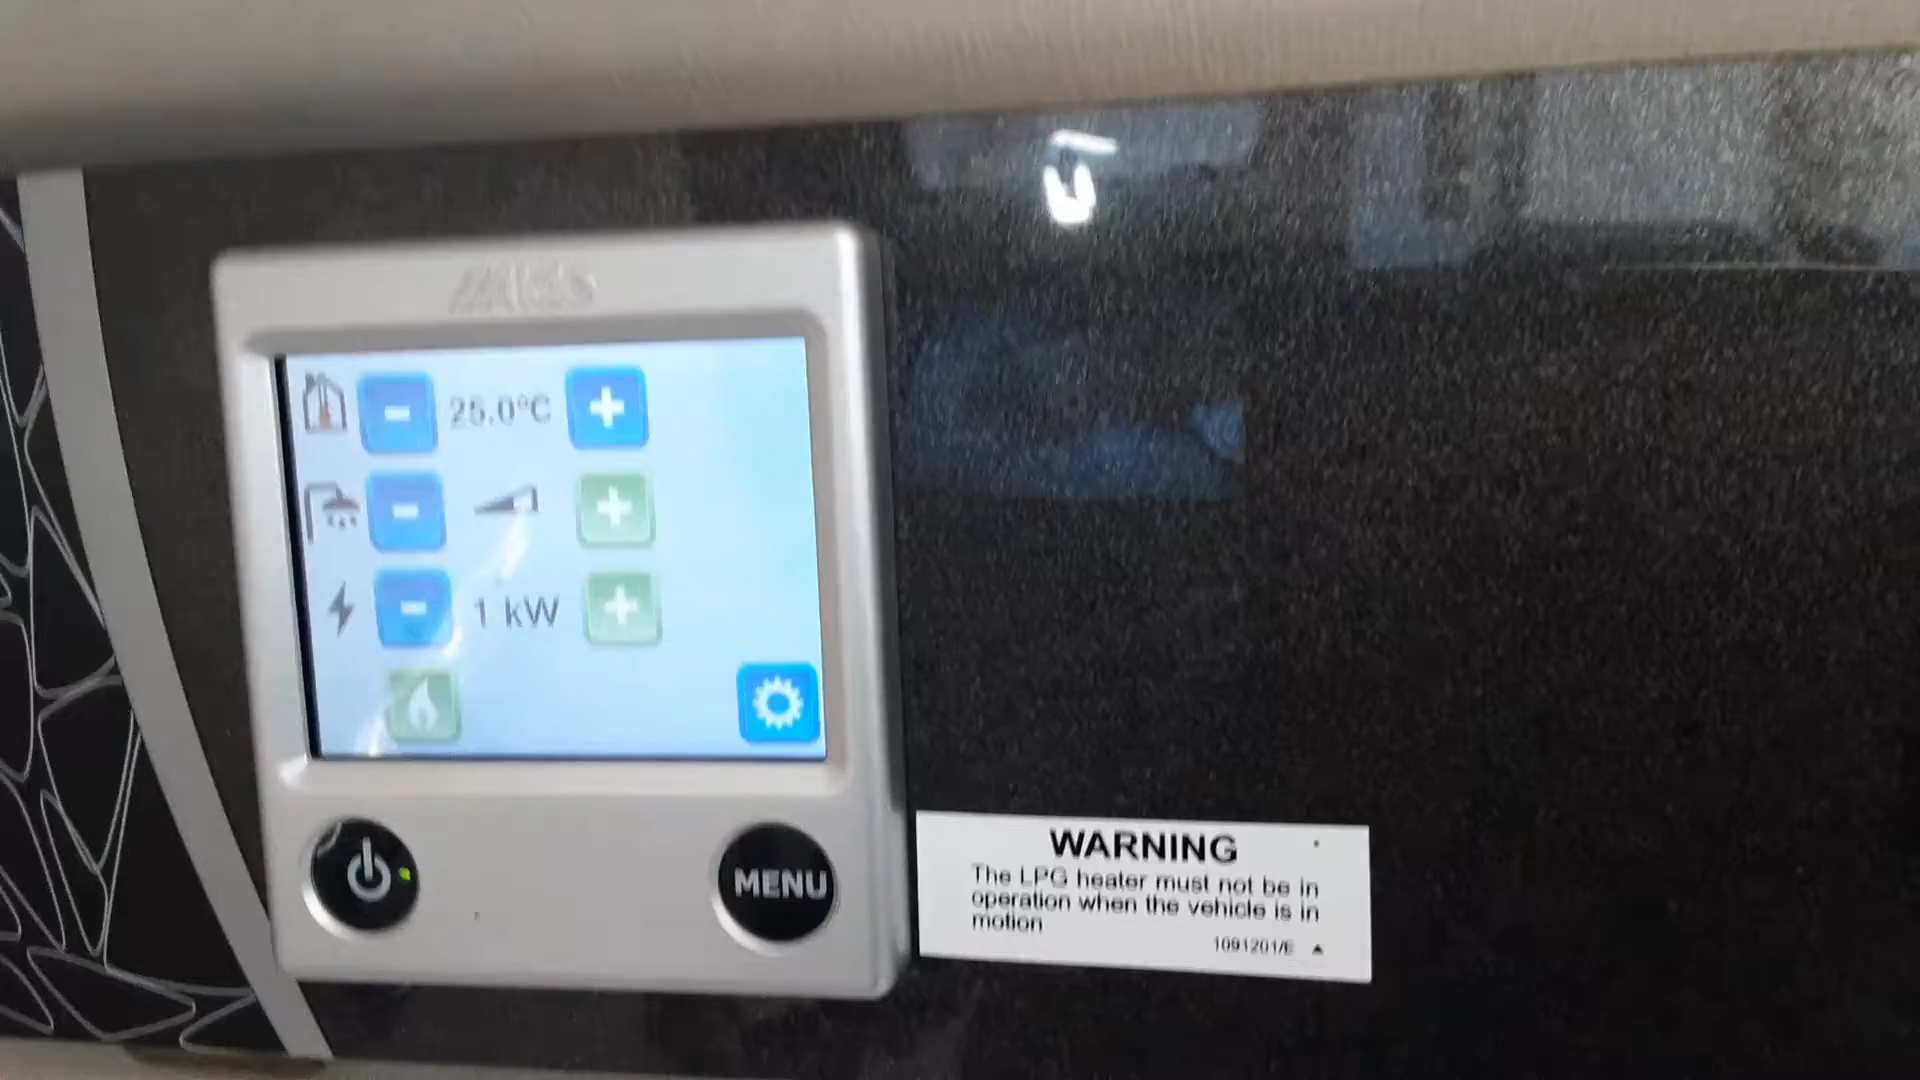 25.0°C
1 kW
MENU
WARNING
The LPG heater must not be in
operation when the vehicle is in
motion
1091201/E